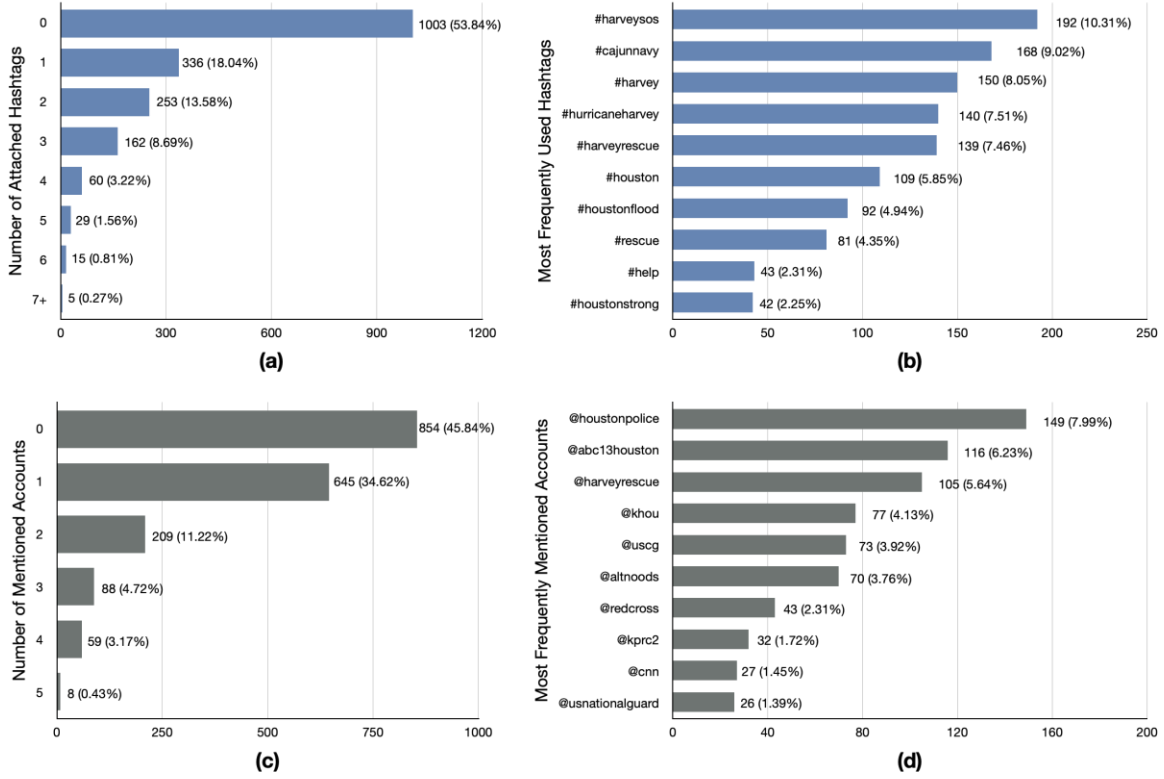 Number of Attached Hashtags
0 1003 (53.84%)
1 336 (18.04%)
2 253 (13.58%)
3 162 (8.69%)
4 60 (3.22%)
5 29 (1.56%)
6 15 (0.81%)
7+ 5 (0.27%)
0 300 600 900 1200
(a)
Most Frequently Used Hashtags
#harveysos 192 (10.31%)
#cajunnavy 168 (9.02%)
#harvey 150 (8.05%)
#hurricaneharvey 140 (7.51%)
#harveyrescue 139 (7.46%)
#houston 109 (5.85%)
#houstonflood 92 (4.94%)
#rescue 81 (4.35%)
#help 43 (2.31%)
#houstonstrong 42 (2.25%)
0 50 100 150 200 250
(b)
Number of Mentioned Accounts
0 854 (45.84%)
1 645 (34.62%)
2 209 (11.22%)
3 88 (4.72%)
4 59 (3.17%)
5 8 (0.43%)
0 250 500 750 1000
(c)
Most Frequently Mentioned Accounts
@houstonpolice 149 (7.99%)
@abc13houston 116 (6.23%)
@harveyrescue 105 (5.64%)
@khou 77 (4.13%)
@uscg 73 (3.92%)
@altnoods 70 (3.76%)
@redcross 43 (2.31%)
@kprc2 32 (1.72%)
@cnn 27 (1.45%)
@usnationalguard 26 (1.39%)
0 40 80 120 160 200
(d)